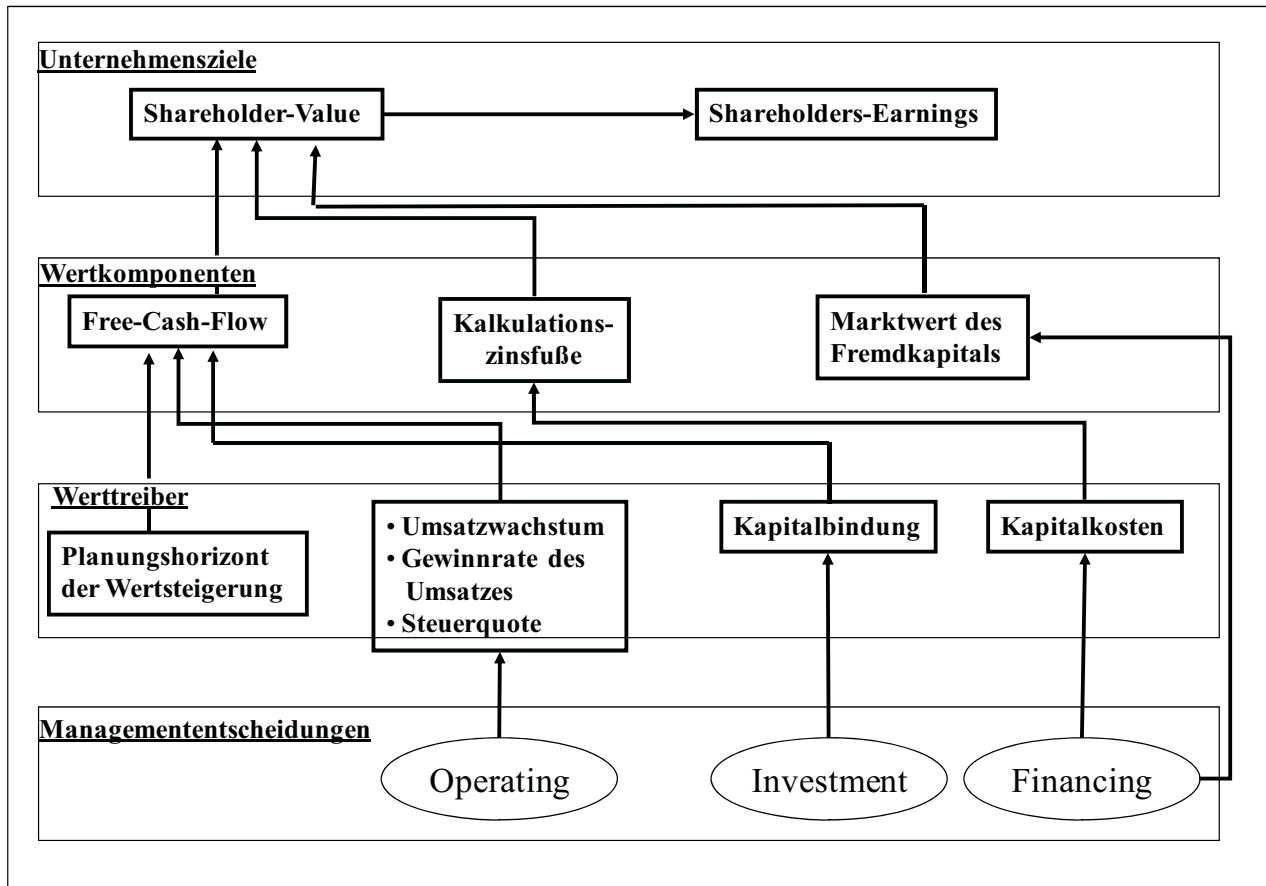 Unternehmensziele
Shareholder-Value
Shareholders-Earnings
Wertkomponenten
Free-Cash-Flow
Kalkulations-
zinsfuße
Marktwert des
Fremdkapitals
Werttreiber
Planungshorizont
der Wertsteigerung
• Umsatzwachstum
• Gewinnrate des
Umsatzes
• Steuerquote
Kapitalbindung
Kapitalkosten
Managemententscheidungen
Operating
Investment
Financing